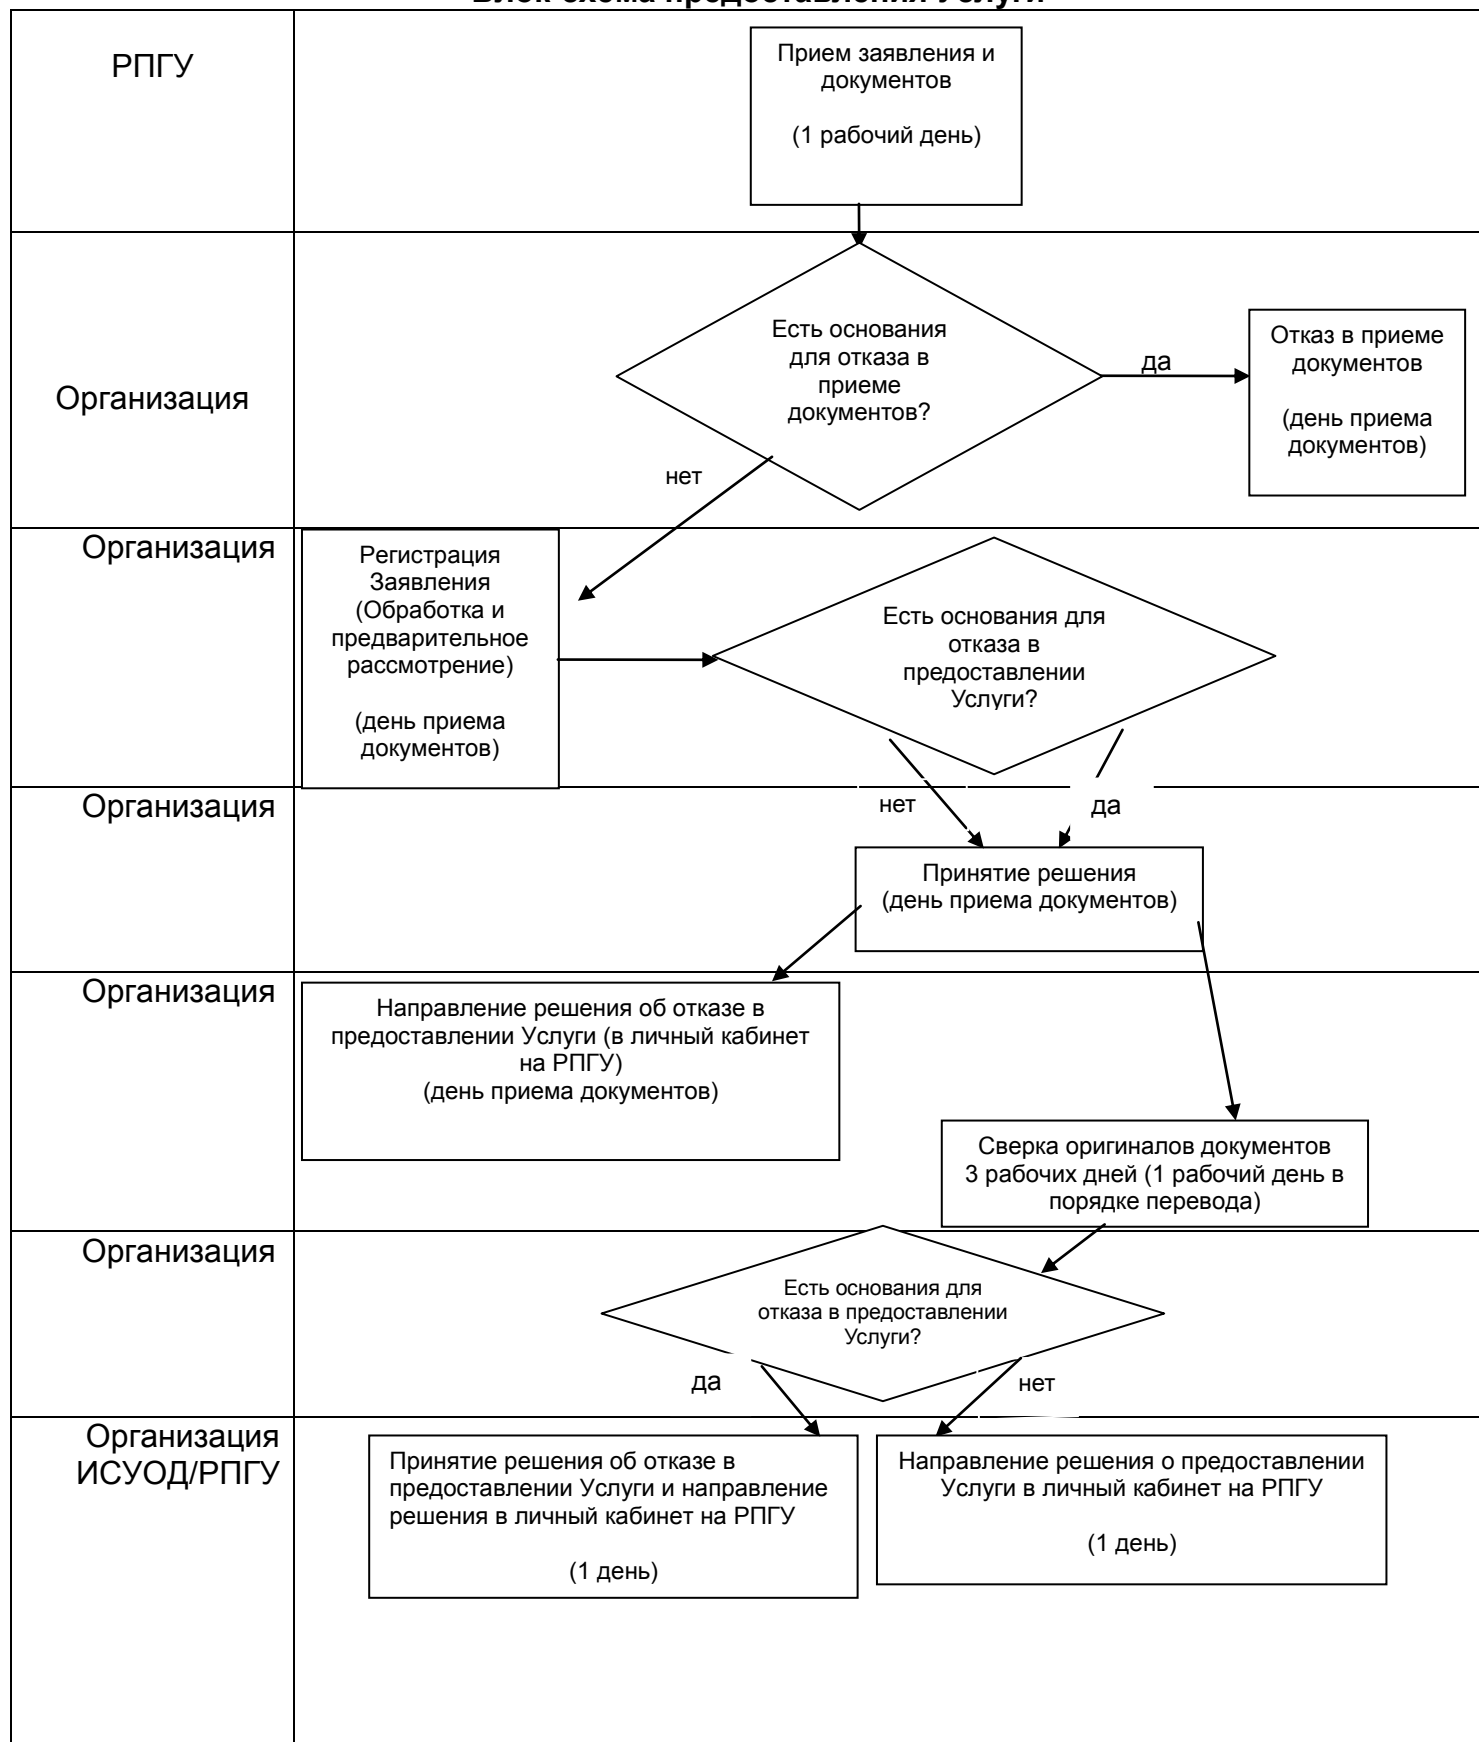 Блок-схема предоставления Услуги
РПГУ
Прием заявления и
документов
(1 рабочий день)
Организация
Есть основания
для отказа в
приеме
документов?
да
Отказ в приеме
документов
(день приема
документов)
нет
Организация
Регистрация
Заявления
(Обработка и
предварительное
рассмотрение)
(день приема
документов)
Есть основания для
отказа в
предоставлении
Услуги?
Организация
нет
да
Принятие решения
(день приема документов)
Организация
Направление решения об отказе в
предоставлении Услуги (в личный кабинет
на РПГУ)
(день приема документов)
Сверка оригиналов документов
3 рабочих дней (1 рабочий день в
порядке перевода)
Организация
Есть основания для
отказа в предоставлении
Услуги?
да
нет
Организация
ИСУОД/РПГУ
Принятие решения об отказе в
предоставлении Услуги и направление
решения в личный кабинет на РПГУ
(1 день)
Направление решения о предоставлении
Услуги в личный кабинет на РПГУ
(1 день)